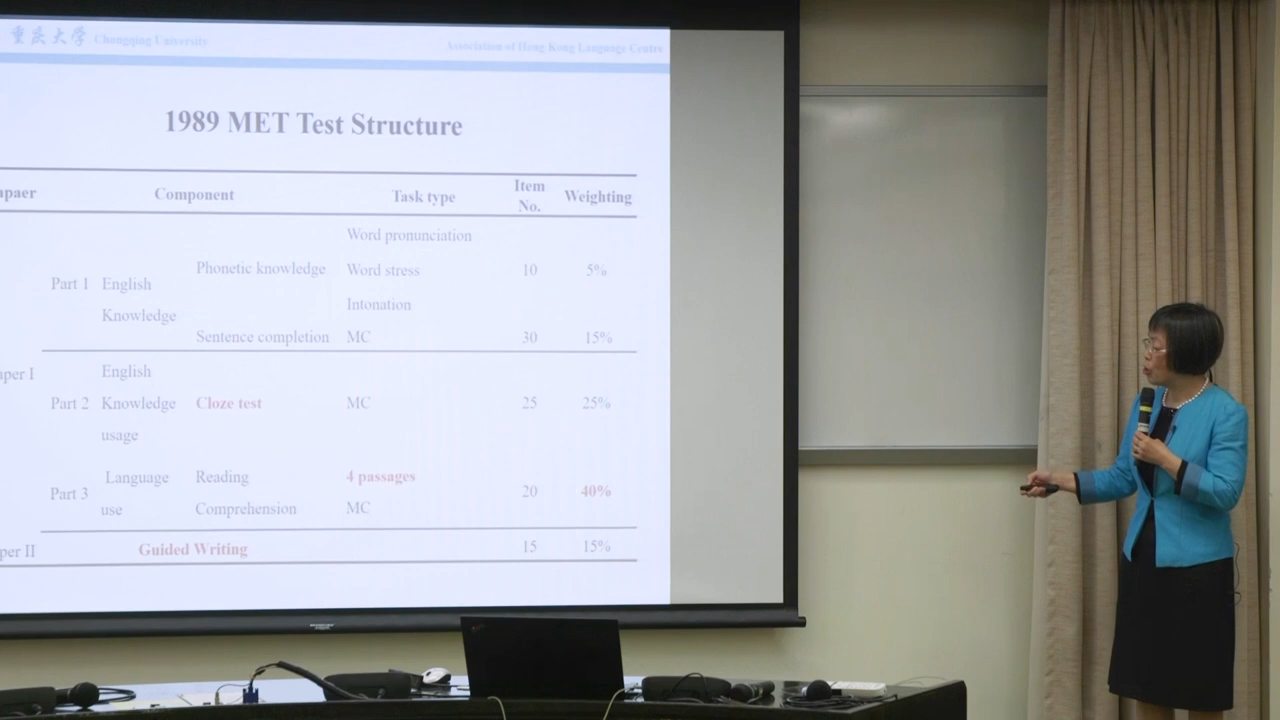 重庆大学 Chongqing University Association of Hong Kong Language Centre
1989 MET Test Structure
apaer Component Task type Item No. Weighting
Word pronunciation
Phonetic knowledge Word stress 10 5%
Part 1 English
Intonation
Knowledge
Sentence completion MC 30 15%
English
aper I
Part 2 Knowledge Cloze test MC 25 25%
usage
Language Reading 4 passages
Part 3 20 40%
use Comprehension MC
per II Guided Writing 15 15%